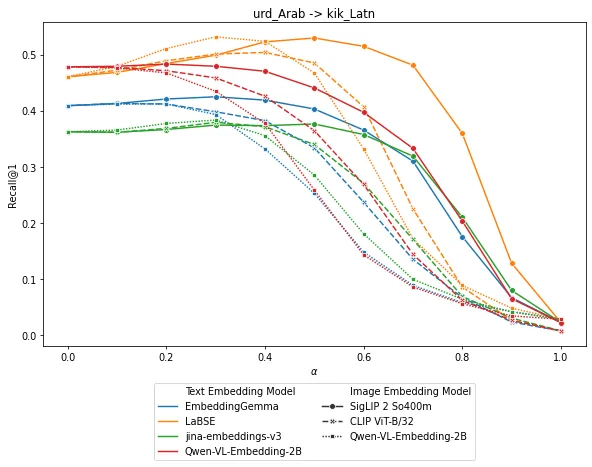 urd_Arab -> kik_Latn
Recall@1
0.5
0.4
0.3
0.2
0.1
0.0
0.0 0.2 0.4 0.6 0.8 1.0
α
Text Embedding Model
EmbeddingGemma
LaBSE
jina-embeddings-v3
Qwen-VL-Embedding-2B
Image Embedding Model
SigLIP 2 So400m
CLIP ViT-B/32
Qwen-VL-Embedding-2B